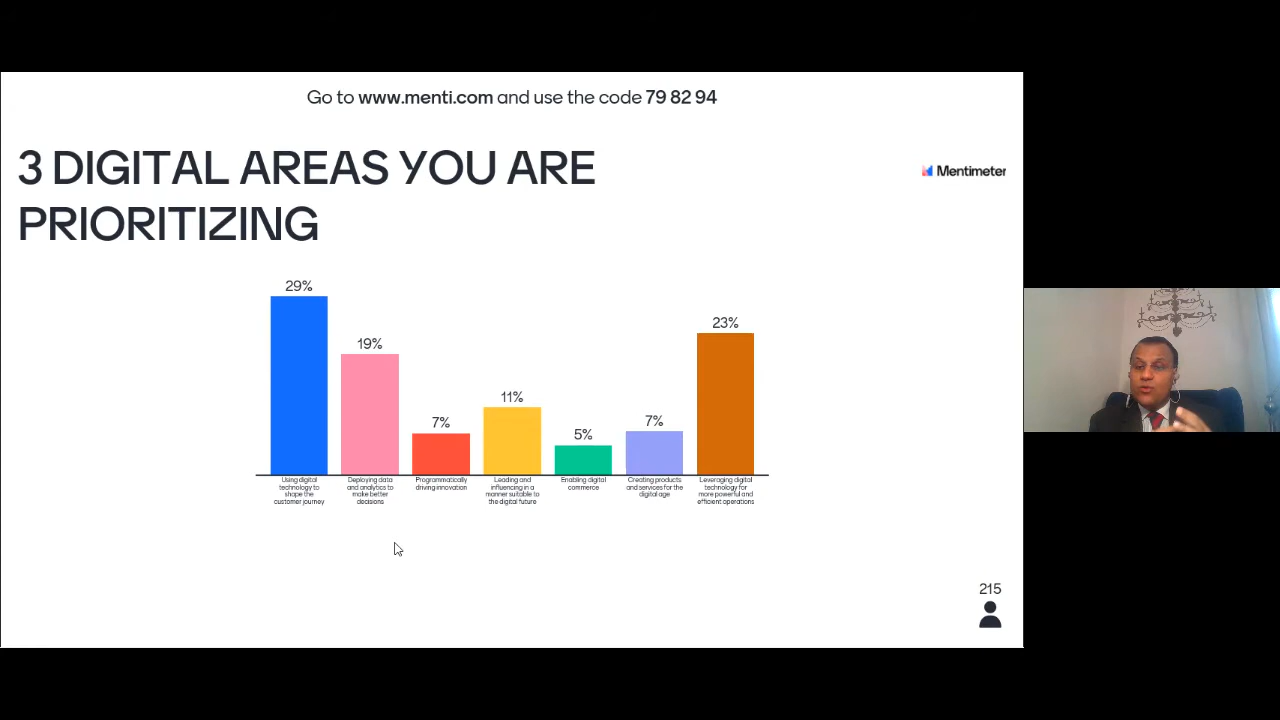 Go to www.menti.com and use the code 79 82 94
3 DIGITAL AREAS YOU ARE
PRIORITIZING
Mentimeter
29%
19%
7%
11%
5%
7%
23%
Using digital
technology to
shape the
customer journey
Deploying data
and analytics to
make better
decisions
Programmatically
driving innovation
Leading and
influencing in a
manner suitable to
the digital future
Enabling digital
commerce
Creating products
and services for the
digital age
Leveraging digital
technology for
more powerful and
efficient operations
215